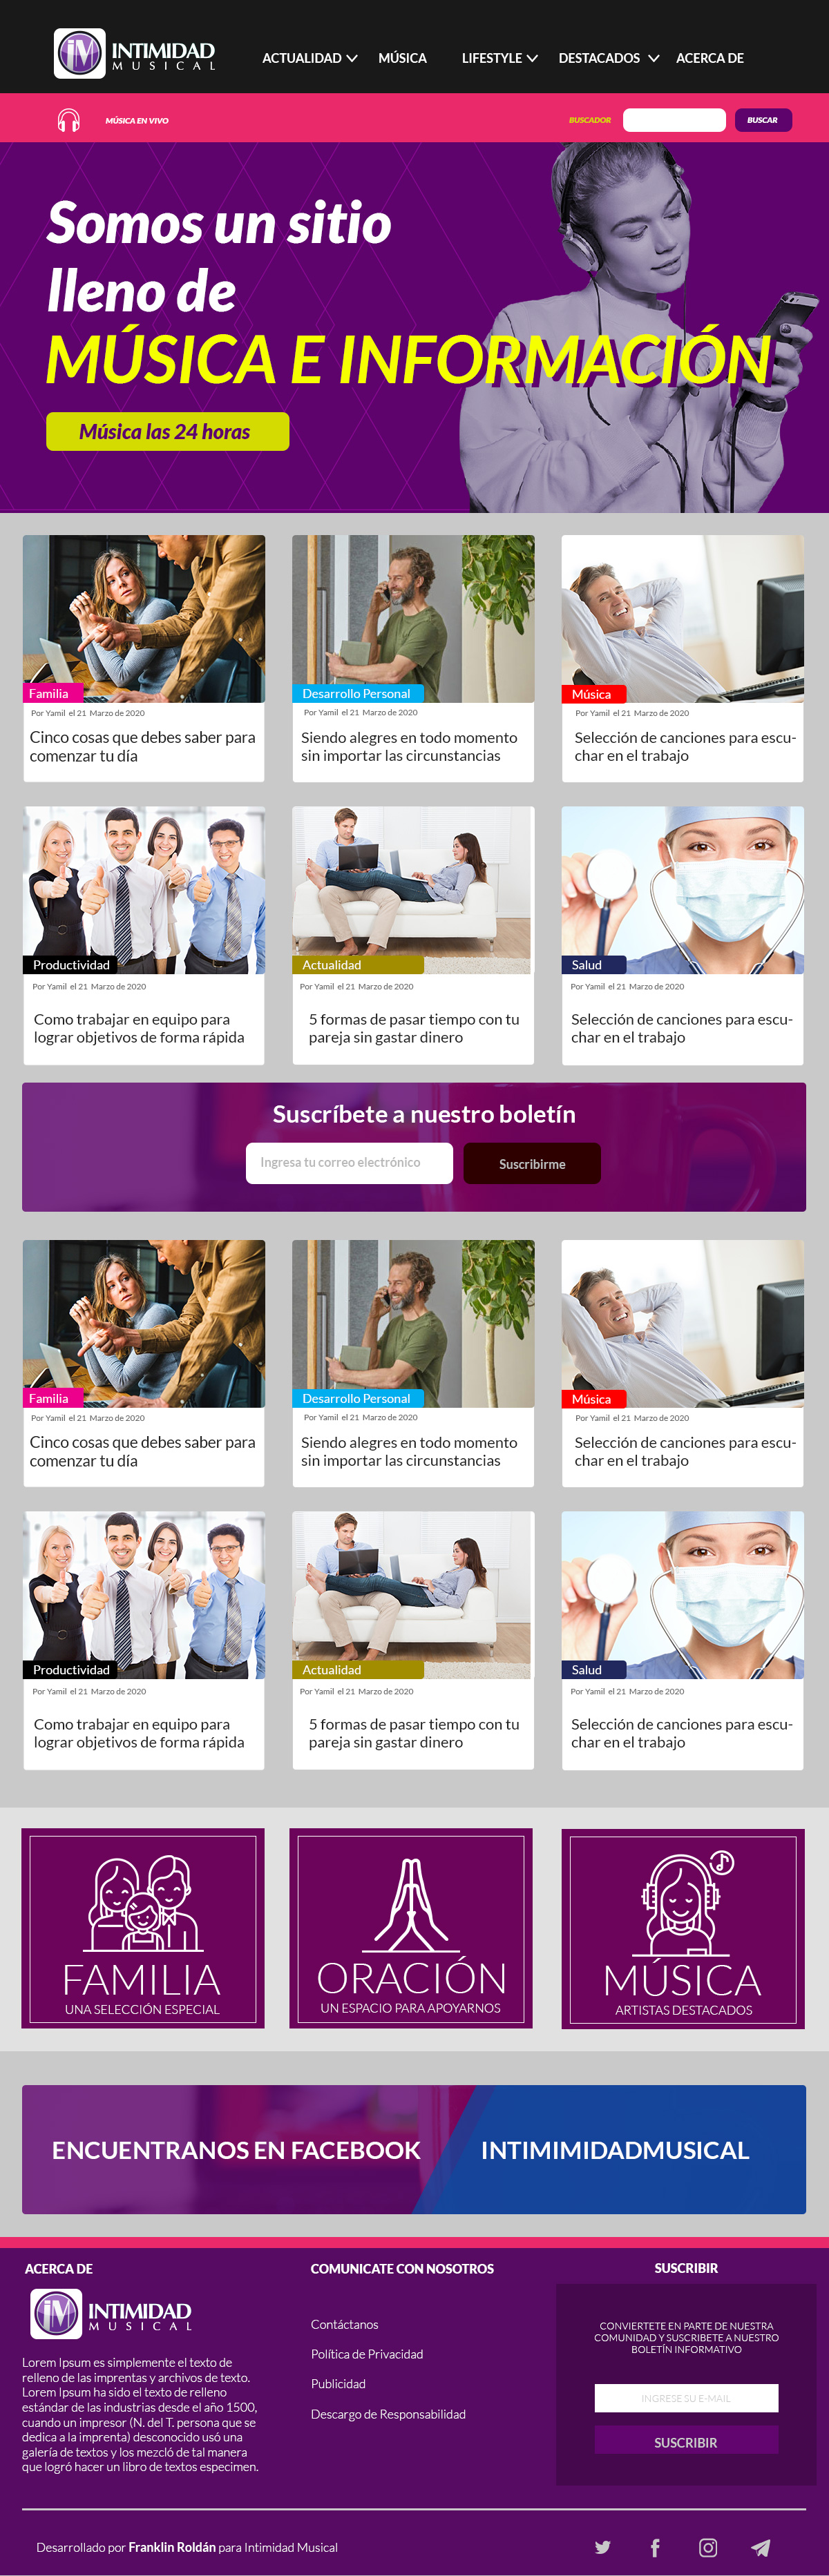 INTIMIDAD
MUSICAL
ACTUALIDAD MÚSICA LIFESTYLE DESTACADOS ACERCA DE
MÚSICA EN VIVO
BUSCADOR BUSCAR
Somos un sitio
lleno de
MÚSICA E INFORMACIÓN
Música las 24 horas
Familia
Por Yamil el 21 Marzo de 2020
Cinco cosas que debes saber para
comenzar tu día
Desarrollo Personal
Por Yamil el 21 Marzo de 2020
Siendo alegres en todo momento
sin importar las circunstancias
Música
Por Yamil el 21 Marzo de 2020
Selección de canciones para escu-
char en el trabajo
Productividad
Por Yamil el 21 Marzo de 2020
Como trabajar en equipo para
lograr objetivos de forma rápida
Actualidad
Por Yamil el 21 Marzo de 2020
5 formas de pasar tiempo con tu
pareja sin gastar dinero
Salud
Por Yamil el 21 Marzo de 2020
Selección de canciones para escu-
char en el trabajo
Suscríbete a nuestro boletín
Ingresa tu correo electrónico
Suscribirme
Familia
Por Yamil el 21 Marzo de 2020
Cinco cosas que debes saber para
comenzar tu día
Desarrollo Personal
Por Yamil el 21 Marzo de 2020
Siendo alegres en todo momento
sin importar las circunstancias
Música
Por Yamil el 21 Marzo de 2020
Selección de canciones para escu-
char en el trabajo
Productividad
Por Yamil el 21 Marzo de 2020
Como trabajar en equipo para
lograr objetivos de forma rápida
Actualidad
Por Yamil el 21 Marzo de 2020
5 formas de pasar tiempo con tu
pareja sin gastar dinero
Salud
Por Yamil el 21 Marzo de 2020
Selección de canciones para escu-
char en el trabajo
FAMILIA
UNA SELECCIÓN ESPECIAL
ORACIÓN
UN ESPACIO PARA APOYARNOS
MÚSICA
ARTISTAS DESTACADOS
ENCUENTRANOS EN FACEBOOK
INTIMIMIDADMUSICAL
ACERCA DE
INTIMIDAD
MUSICAL
Lorem Ipsum es simplemente el texto de
relleno de las imprentas y archivos de texto.
Lorem Ipsum ha sido el texto de relleno
estándar de las industrias desde el año 1500,
cuando un impresor (N. del T. persona que se
dedica a la imprenta) desconocido usó una
galería de textos y los mezcló de tal manera
que logró hacer un libro de textos especimen.
COMUNICATE CON NOSOTROS
Contáctanos
Política de Privacidad
Publicidad
Descargo de Responsabilidad
SUSCRIBIR
CONVIERTETE EN PARTE DE NUESTRA
COMUNIDAD Y SUSCRIBETE A NUESTRO
BOLETÍN INFORMATIVO
INGRESE SU E-MAIL
SUSCRIBIR
Desarrollado por Franklin Roldán para Intimidad Musical